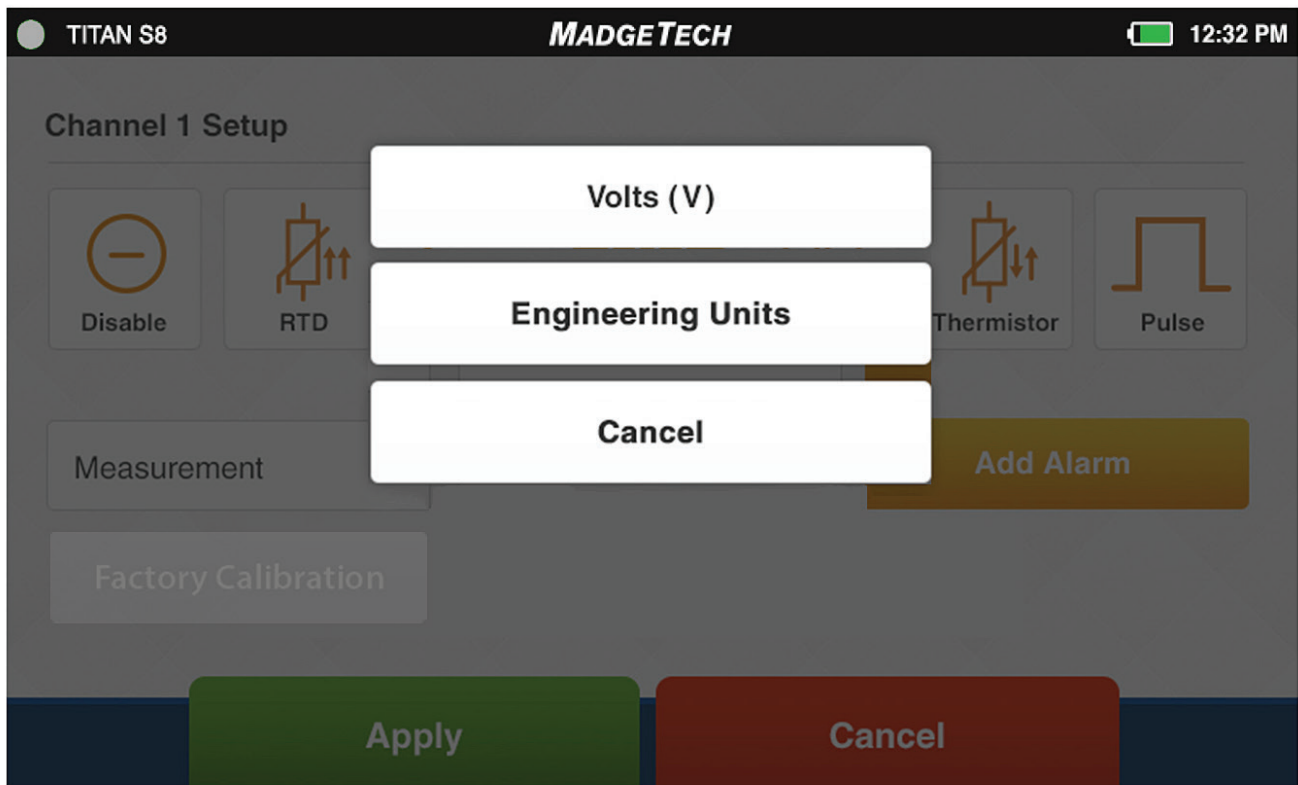 TITAN S8 MADGETECH 12:32 PM
Channel 1 Setup
Volts (V)
Disable RTD Engineering Units Thermistor Pulse
Measurement Cancel Add Alarm
Factory Calibration
Apply Cancel